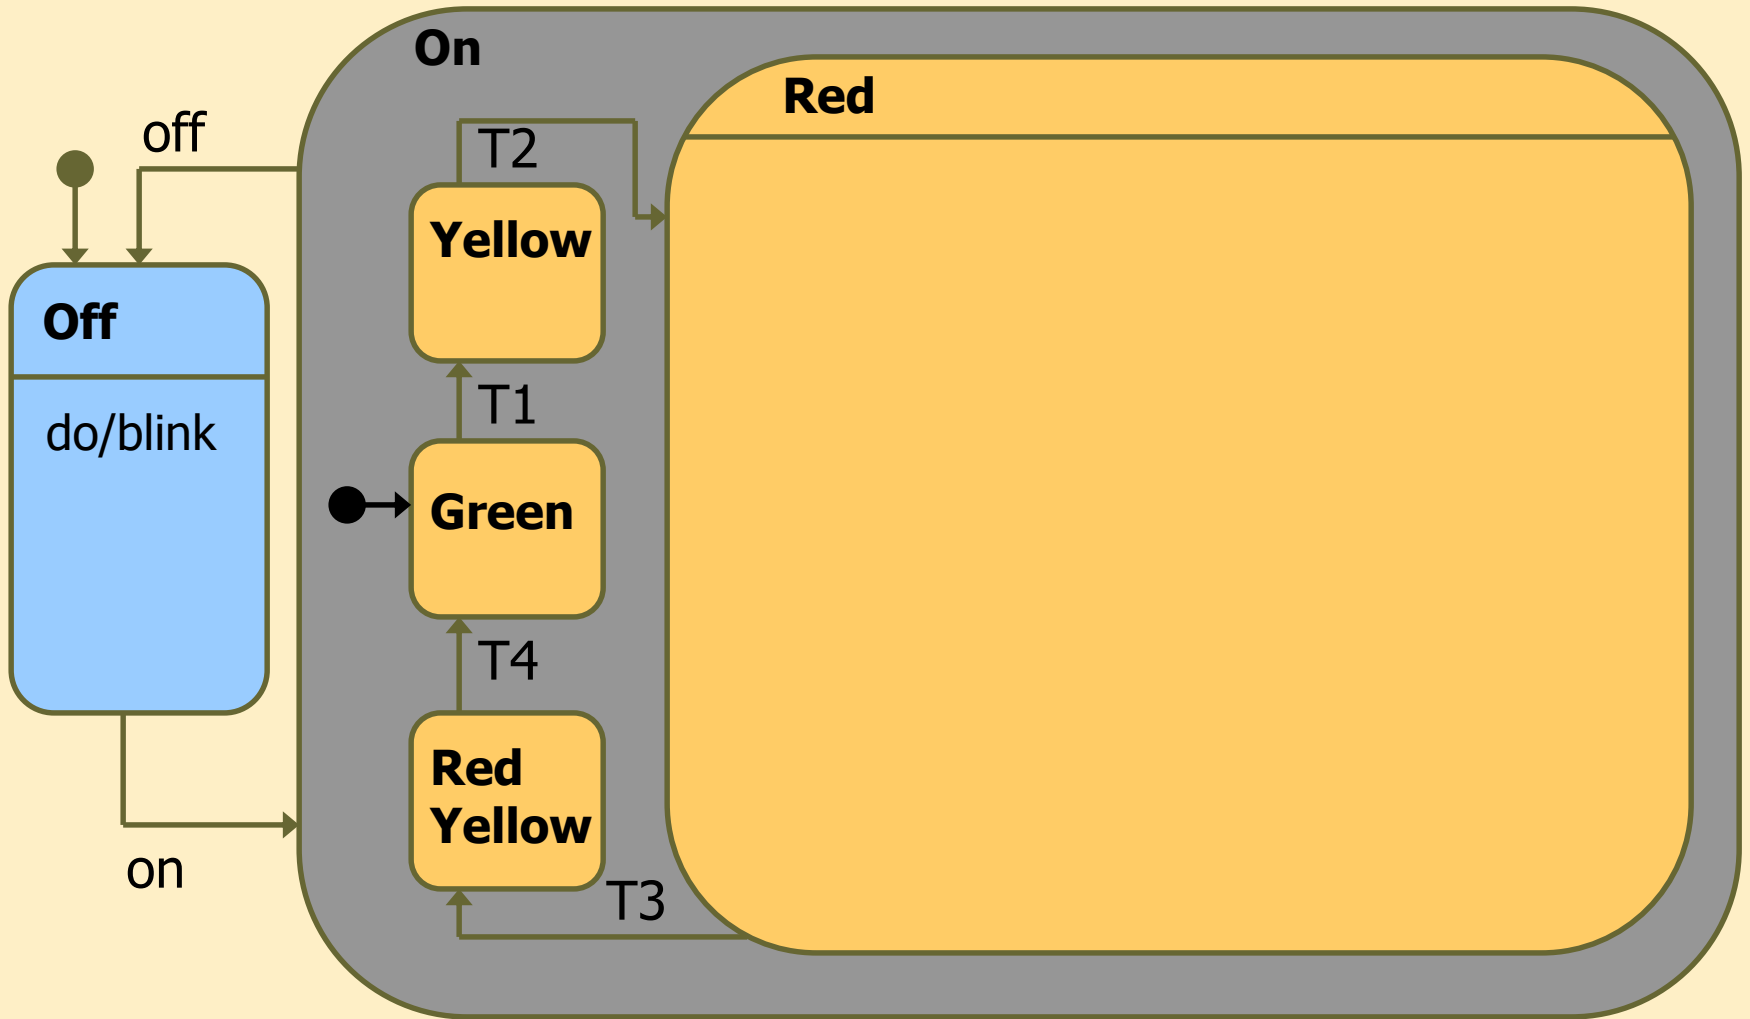 On
Red
off
T2
Yellow
Off
T1
do/blink
Green
T4
Red
Yellow
on
T3